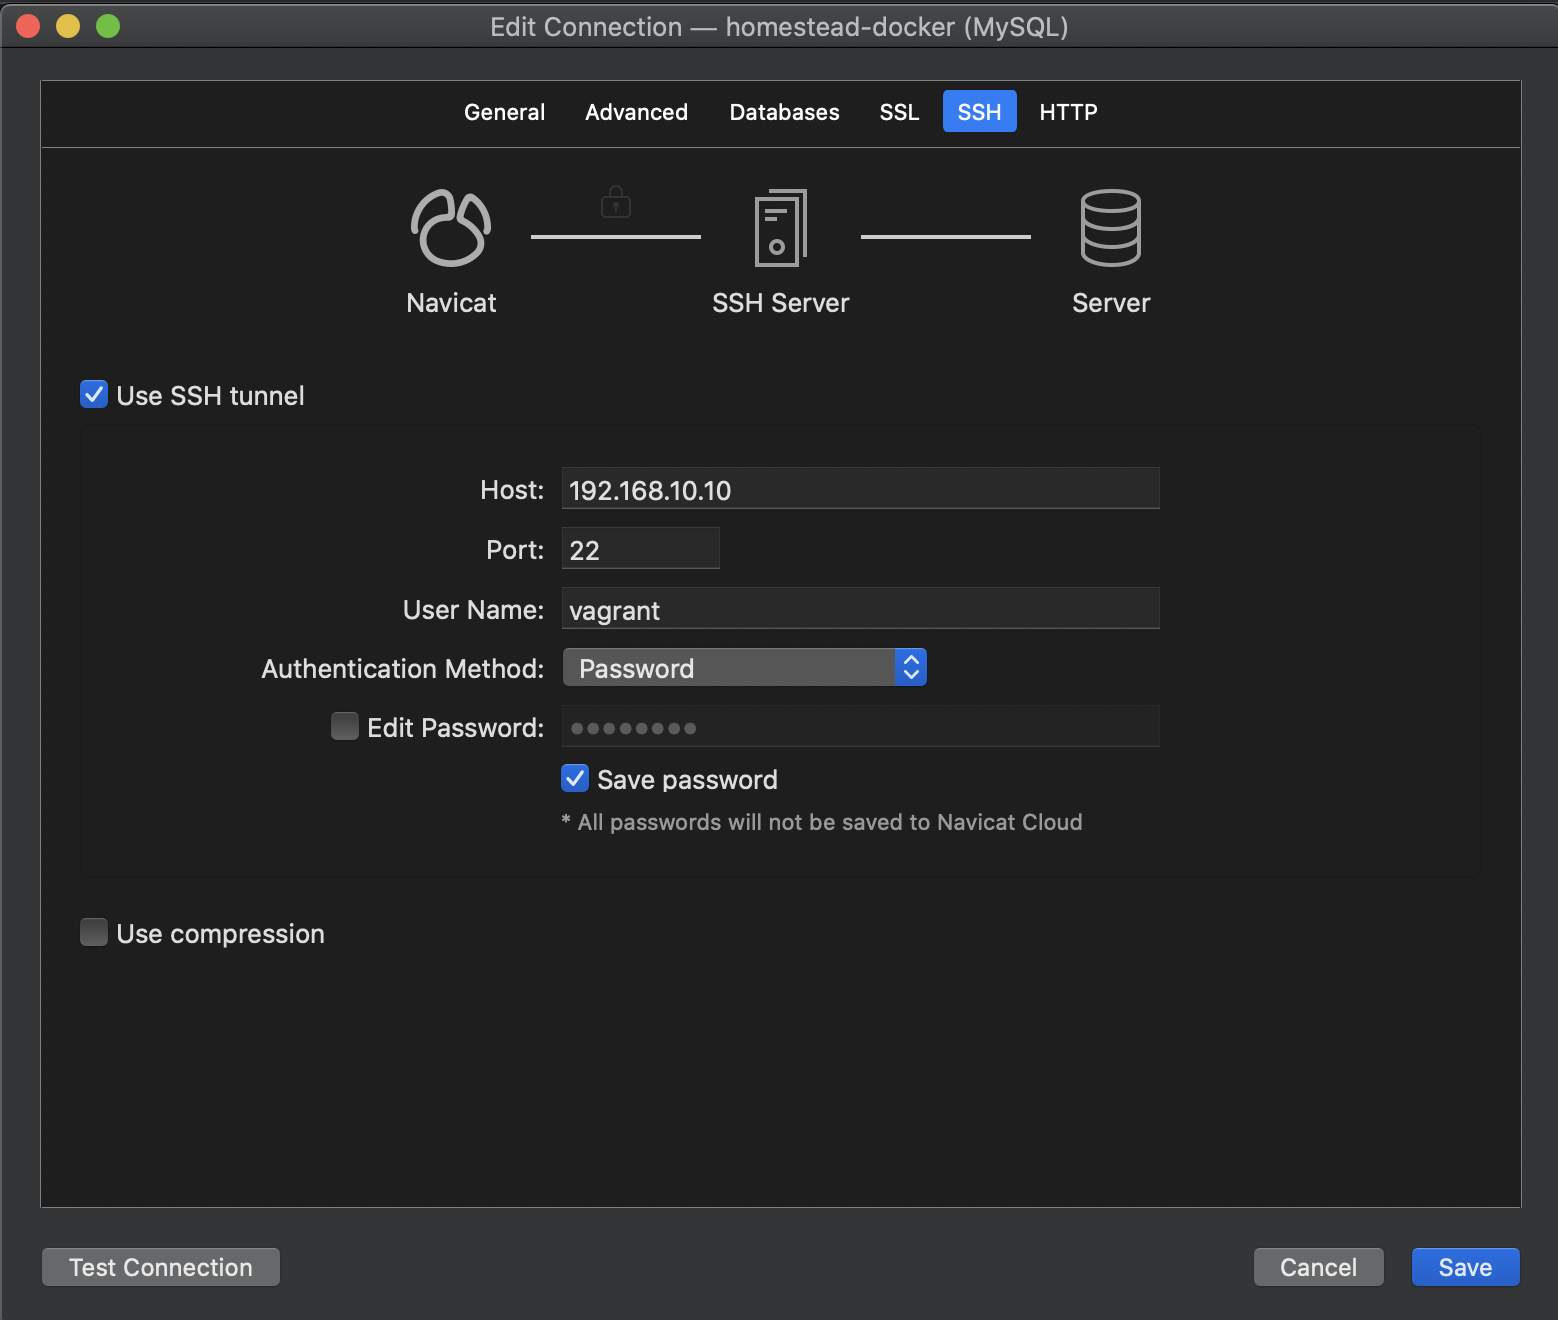 Edit Connection — homestead-docker (MySQL)
General Advanced Databases SSL SSH HTTP
Navicat SSH Server Server
Use SSH tunnel
Host: 192.168.10.10
Port: 22
User Name: vagrant
Authentication Method: Password
Edit Password: ●●●●●●●●
Save password
* All passwords will not be saved to Navicat Cloud
Use compression
Test Connection Cancel Save